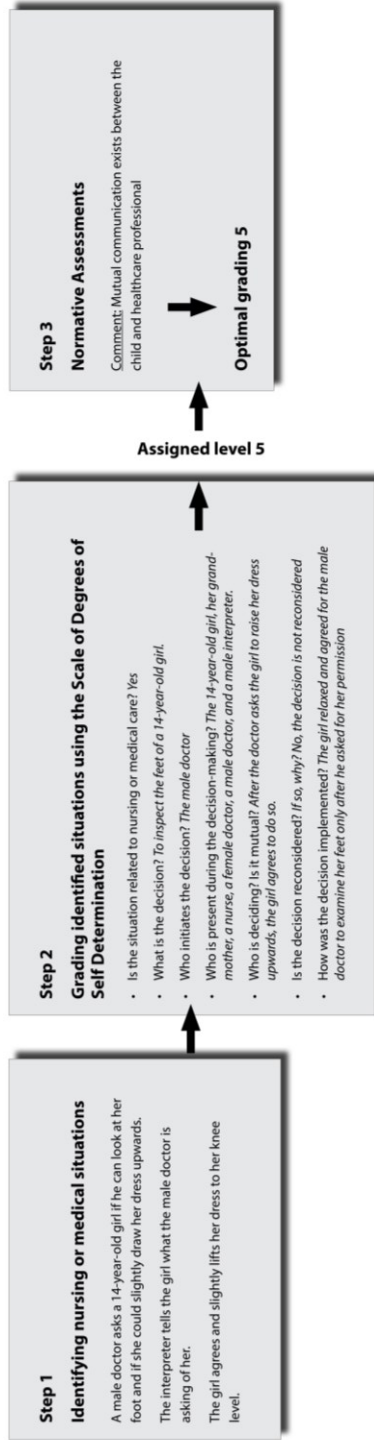 Step 1
Identifying nursing or medical situations
A male doctor asks a 14-year-old girl if he can look at her
foot and if she could slightly draw her dress upwards.
The interpreter tells the girl what the male doctor is
asking of her.
The girl agrees and slightly lifts her dress to her knee
level.
Step 2
Grading identified situations using the Scale of Degrees of
Self Determination
• Is the situation related to nursing or medical care? Yes
• What is the decision? To inspect the feet of a 14-year-old girl.
• Who initiates the decision? The male doctor
• Who is present during the decision-making? The 14-year-old girl, her grand-
mother, a nurse, a female doctor, a male doctor, and a male interpreter.
• Who is deciding? Is it mutual? After the doctor asks the girl to raise her dress
upwards, the girl agrees to do so.
• Is the decision reconsidered? If so, why? No, the decision is not reconsidered
• How was the decision implemented? The girl relaxed and agreed for the male
doctor to examine her feet only after he asked for her permission
Assigned level 5
Step 3
Normative Assessments
Comment: Mutual communication exists between the
child and healthcare professional
Optimal grading 5